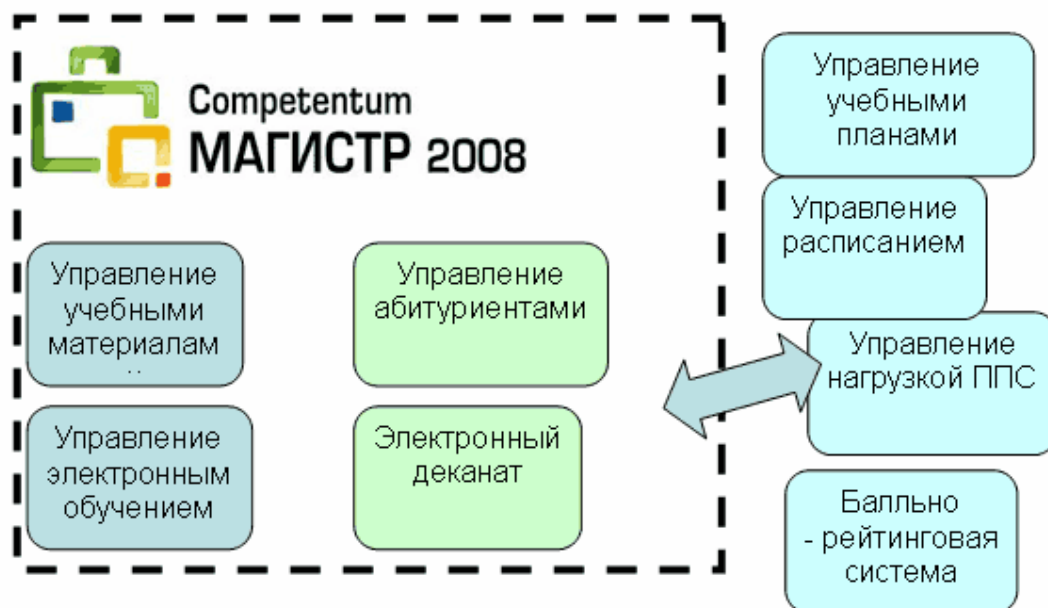 Competentum
МАГИСТР 2008
Управление
учебными
материалам
Управление
абитуриентами
Управление
электронным
обучением
Электронный
деканат
Управление
учебными
планами
Управление
расписанием
Управление
нагрузкой ППС
Балльно
- рейтинговая
система